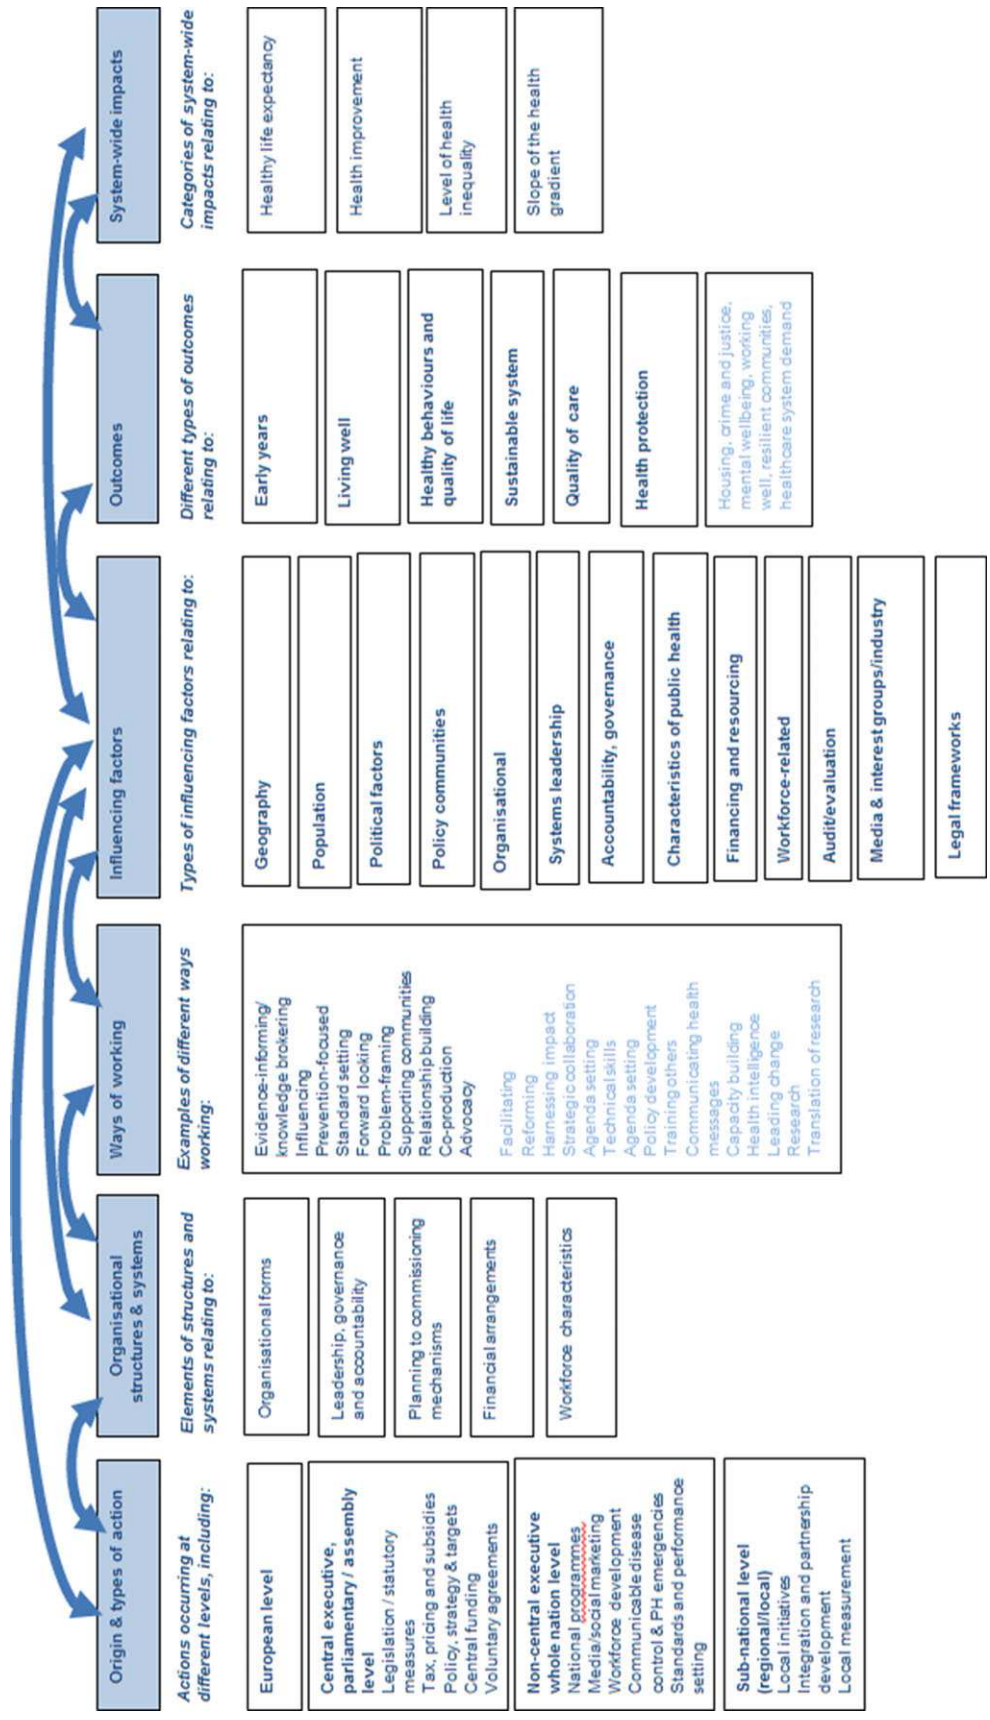 Origin & types of action
Actions occurring at
different levels, including:
European level
Central executive,
parliamentary / assembly
level
Legislation / statutory
measures
Tax, pricing and subsidies
Policy, strategy & targets
Central funding
Voluntary agreements
Non-central executive
whole nation level
National programmes,
Media/social marketing
Workforce development
Communicable disease
control & PH emergencies
Standards and performance
setting
Sub-national level
(regional/local)
Local initiatives
Integration and partnership
development
Local measurement
Organisational
structures & systems
Elements of structures and
systems relating to:
Organisational forms
Leadership, governance
and accountability
Planning to commissioning
mechanisms
Financial arrangements
Workforce characteristics
Ways of working
Examples of different ways
working:
Evidence-informing/
knowledge brokering
Influencing
Prevention-focused
Standard setting
Forward looking
Problem-framing
Supporting communities
Relationship building
Co-production
Advocacy
Facilitating
Reforming
Harnessing impact
Strategic collaboration
Agenda setting
Technical skills
Agenda setting
Policy development
Training others
Communicating health
messages
Capacity building
Health intelligence
Leading change
Research
Translation of research
Influencing factors
Types of influencing factors relating to:
Geography
Population
Political factors
Policy communities
Organisational
Systems leadership
Accountability, governance
Characteristics of public health
Financing and resourcing
Workforce-related
Audit/evaluation
Media & interest groups/industry
Legal frameworks
Outcomes
Different types of outcomes
relating to:
Early years
Living well
Healthy behaviours and
quality of life
Sustainable system
Quality of care
Health protection
Housing, crime and justice,
mental wellbeing, working
well, resilient communities,
healthcare system demand
System-wide impacts
Categories of system-wide
impacts relating to:
Healthy life expectancy
Health improvement
Level of health
inequality
Slope of the health
gradient